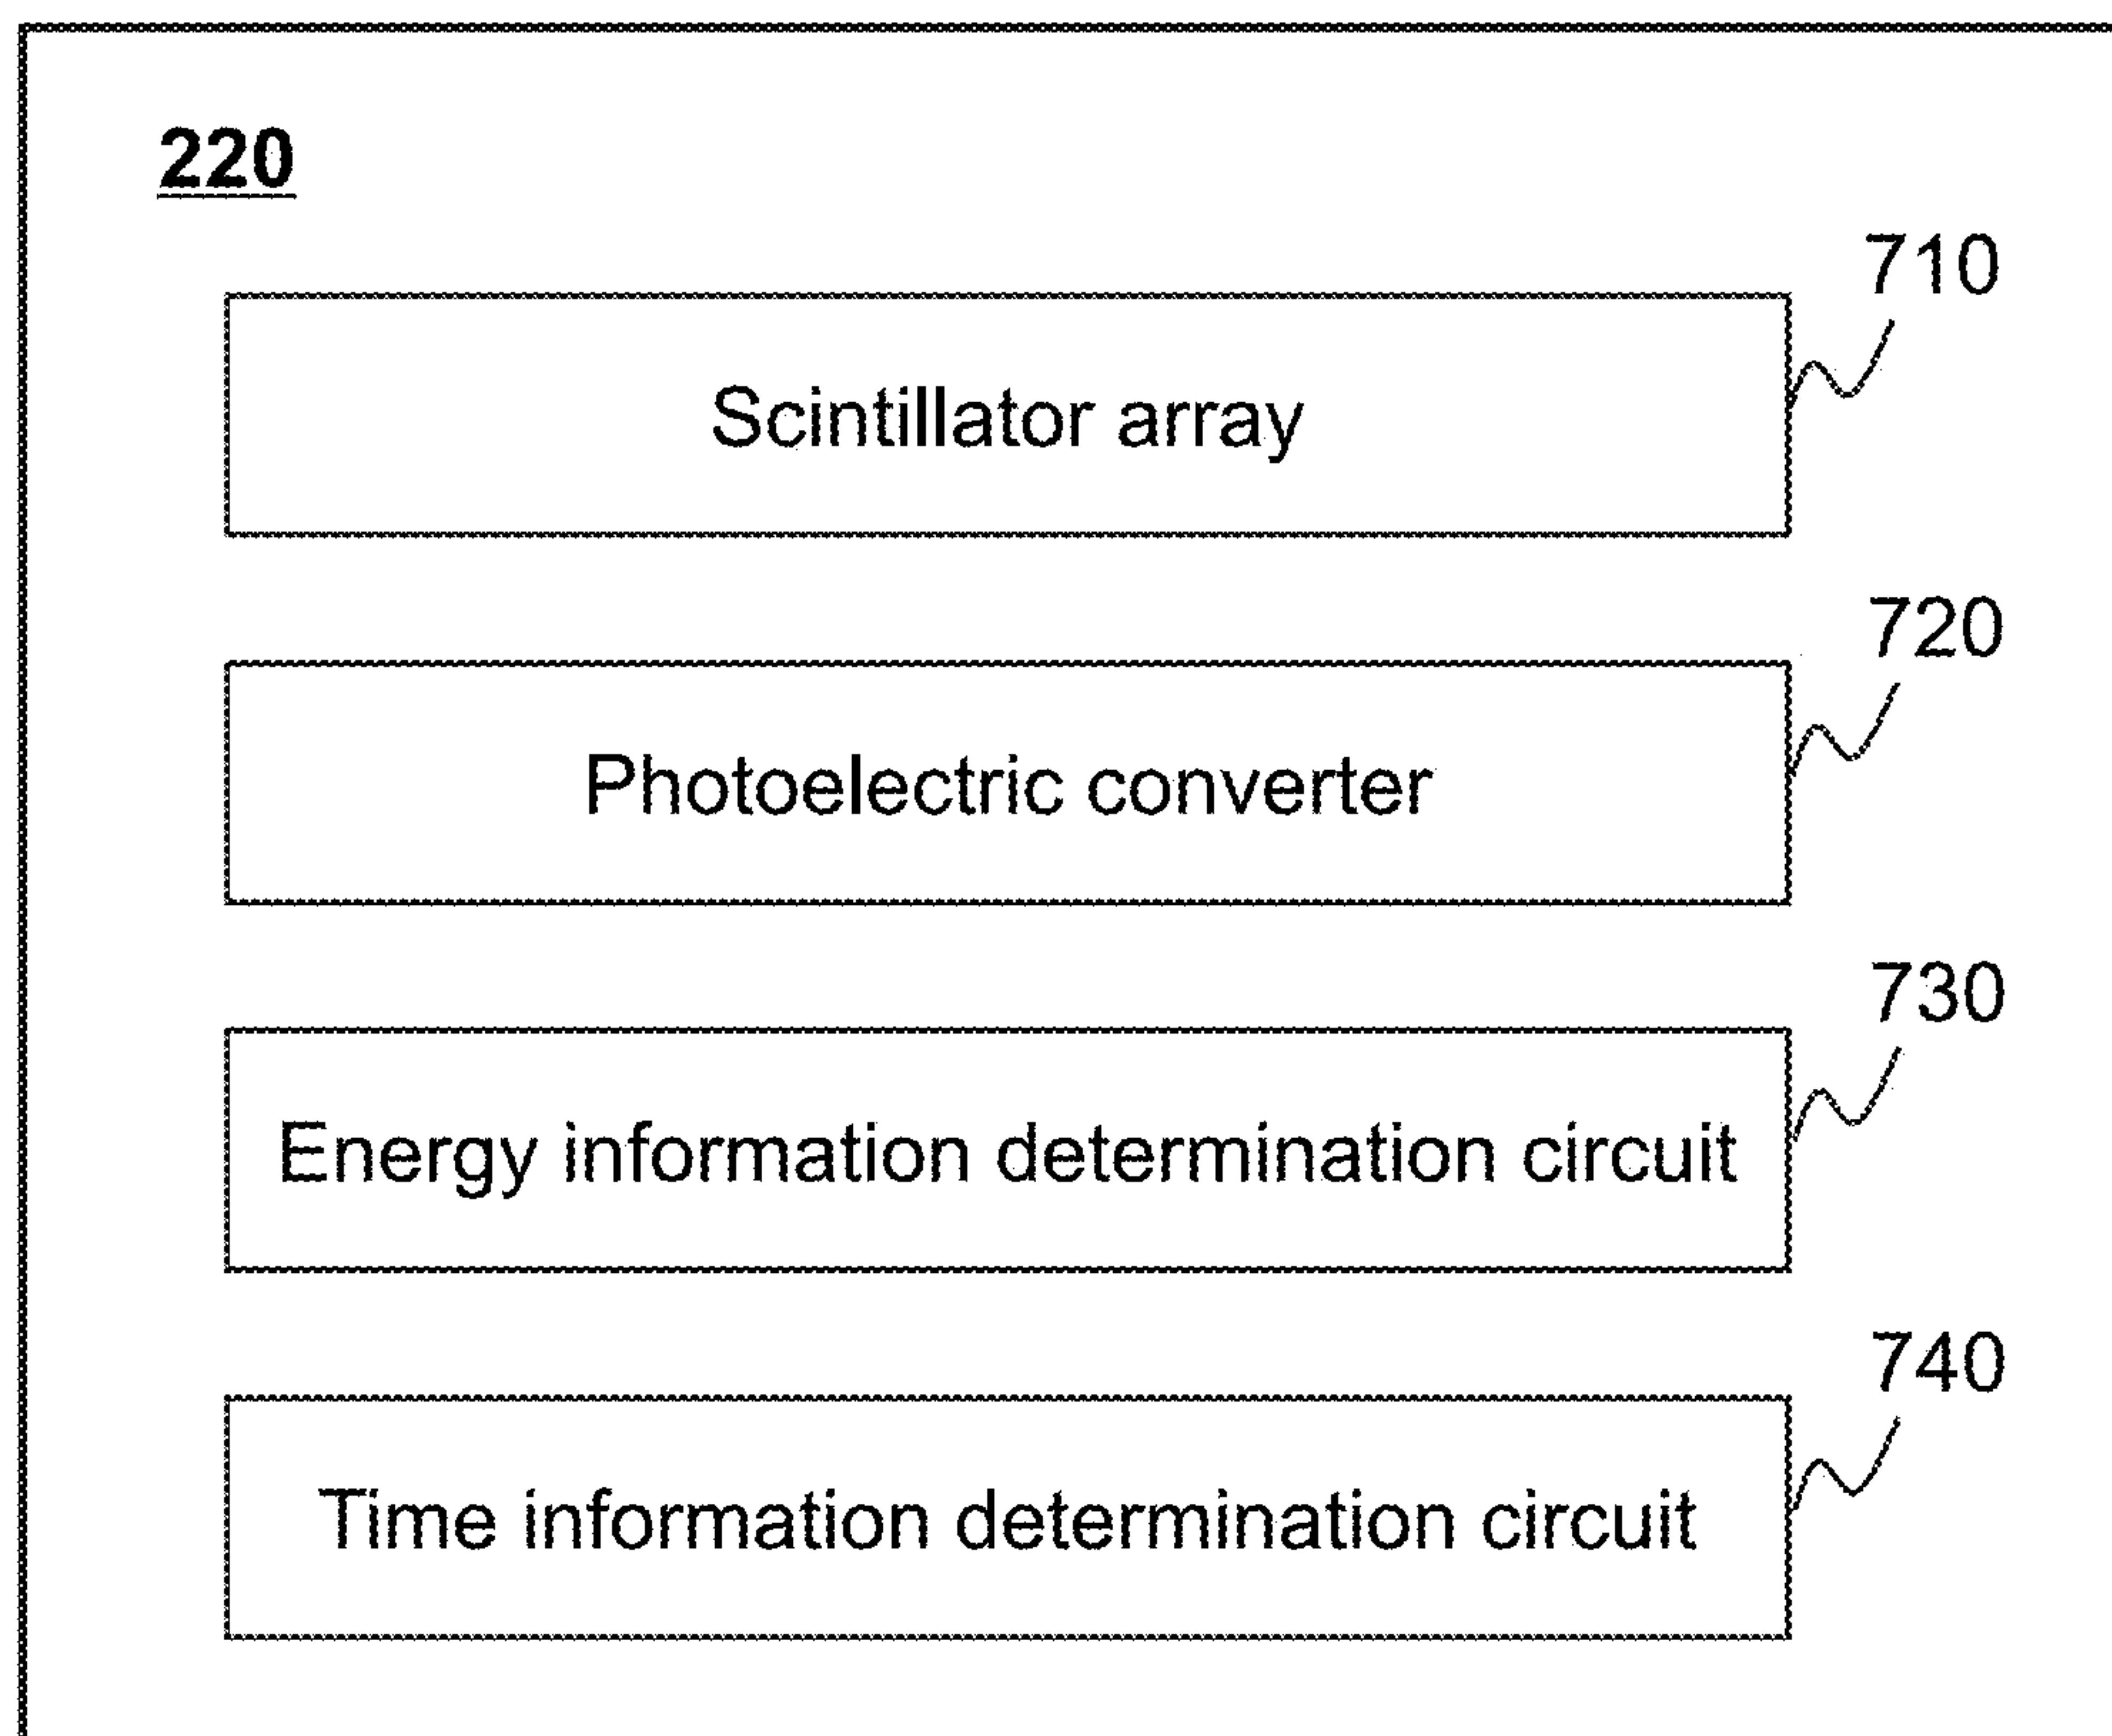 220
710
Scintillator array
720
Photoelectric converter
730
Energy information determination circuit
740
Time information determination circuit